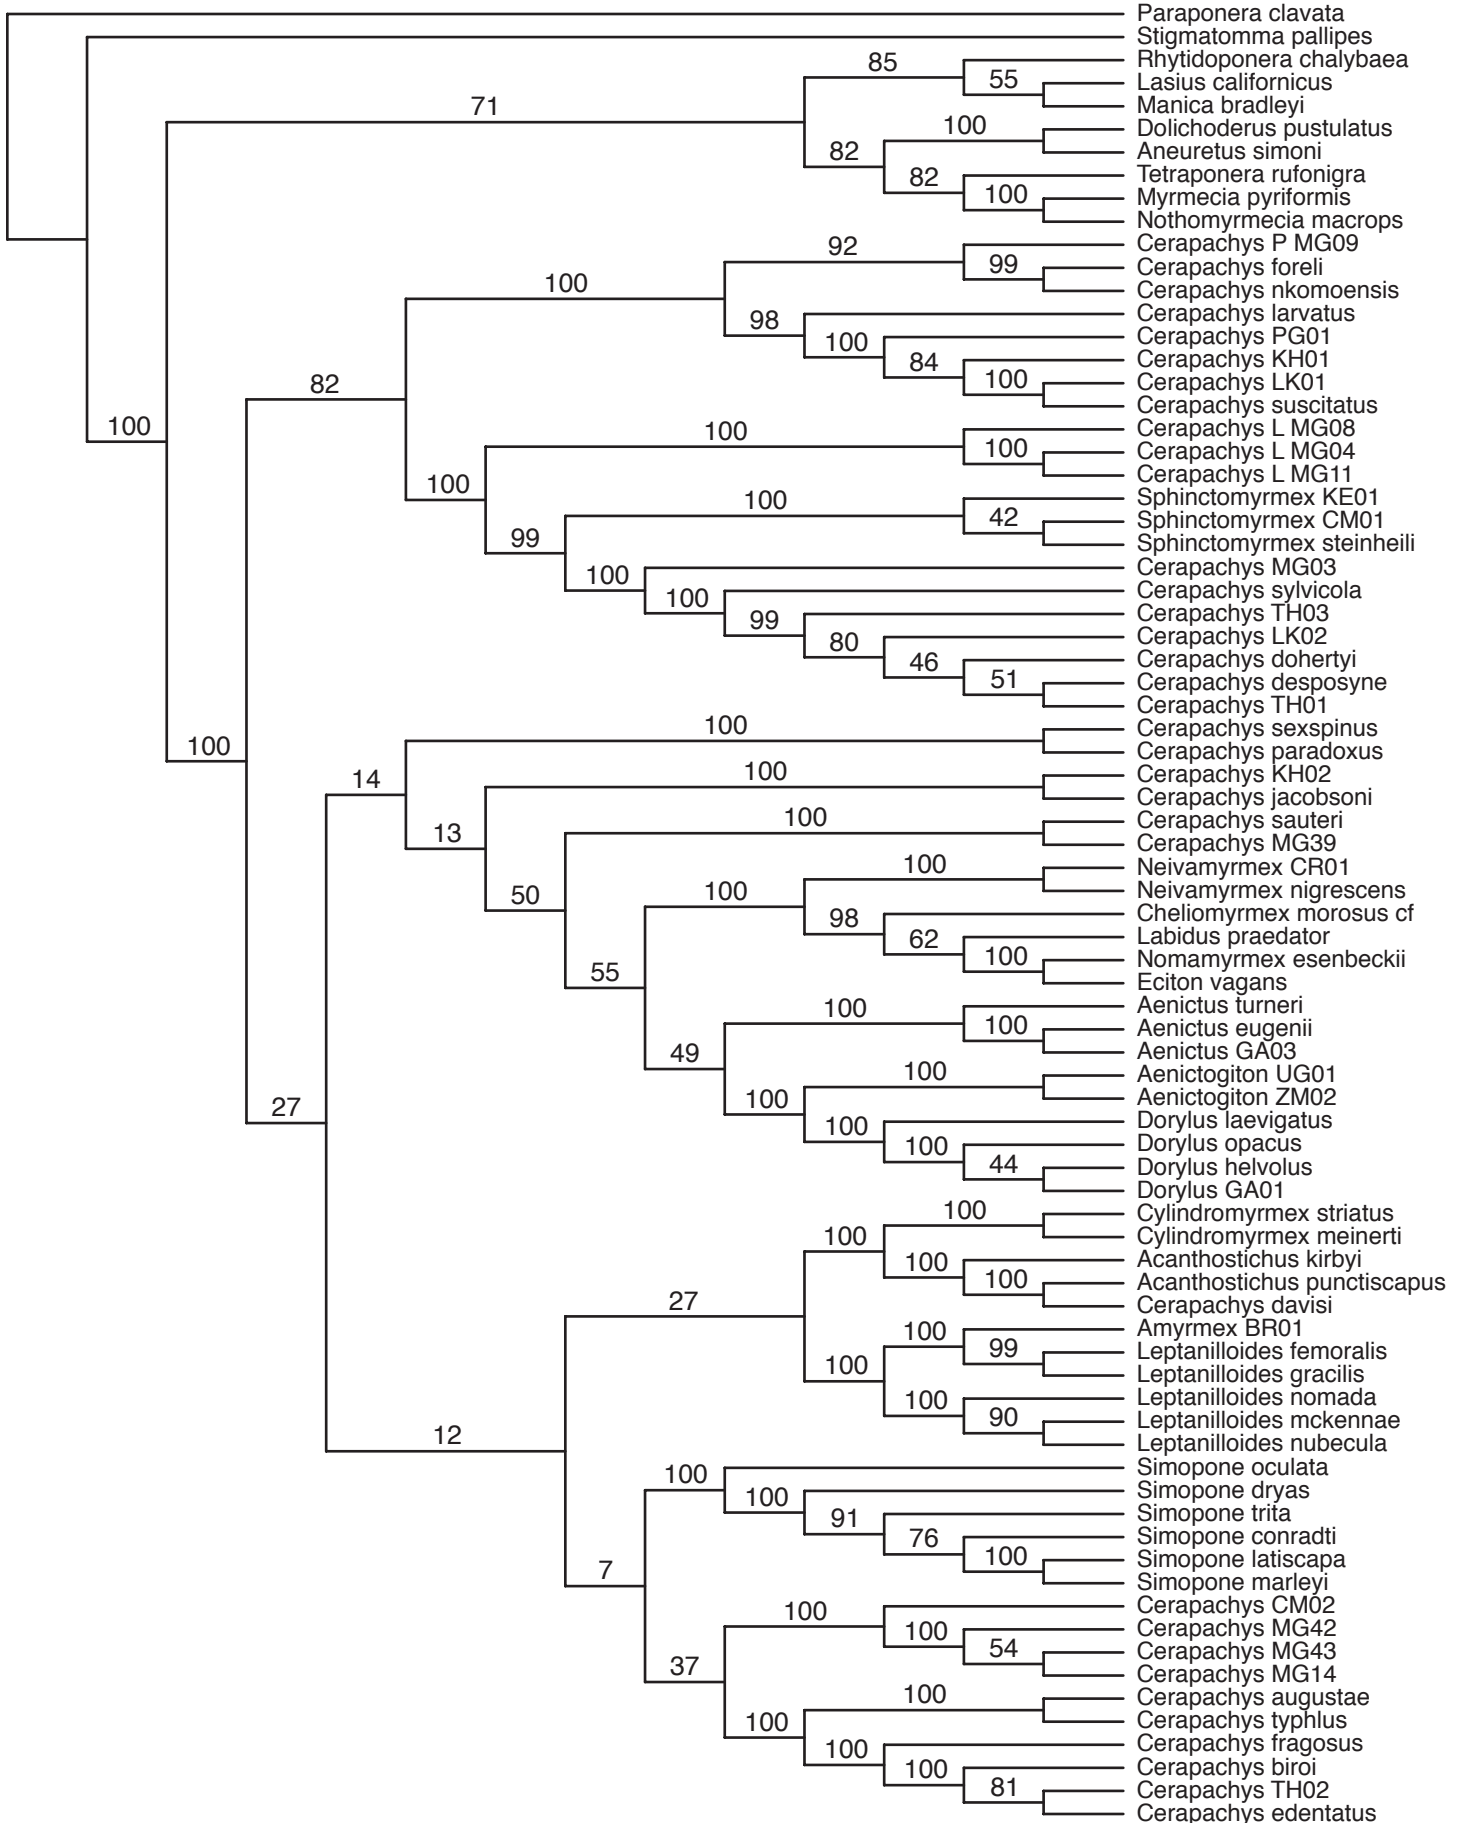 Paraponera clavata
Stigmatomma pallipes
Rhytidoponera chalybaea
85
55
Lasius californicus
Manica bradleyi
71
Dolichoderus pustulatus
100
Aneuretus simoni
82
Tetraponera rufonigra
82
Myrmecia pyriformis
100
Nothomyrmecia macrops
Cerapachys P MG09
92
Cerapachys foreli
99
Cerapachys nkomoensis
100
Cerapachys larvatus
98
Cerapachys PG01
100
Cerapachys KH01
84
Cerapachys LK01
100
82
Cerapachys suscitatus
100
Cerapachys L MG08
100
Cerapachys L MG04
100
Cerapachys L MG11
100
Sphinctomyrmex KE01
100
Sphinctomyrmex CM01
42
Sphinctomyrmex steinheili
99
Cerapachys MG03
100
Cerapachys sylvicola
100
Cerapachys TH03
99
Cerapachys LK02
80
Cerapachys dohertyi
46
Cerapachys desposyne
51
Cerapachys TH01
Cerapachys sexspinus
100
Cerapachys paradoxus
100
Cerapachys KH02
100
14
Cerapachys jacobsoni
Cerapachys sauteri
100
13
Cerapachys MG39
Neivamyrmex CR01
100
Neivamyrmex nigrescens
100
50
Cheliomyrmex morosus cf
98
Labidus praedator
62
Nomamyrmex esenbeckii
100
Eciton vagans
55
Aenictus turneri
100
Aenictus eugenii
100
Aenictus GA03
49
Aenictogiton UG01
100
Aenictogiton ZM02
100
27
Dorylus laevigatus
100
Dorylus opacus
100
Dorylus helvolus
44
Dorylus GA01
Cylindromyrmex striatus
100
Cylindromyrmex meinerti
100
Acanthostichus kirbyi
100
Acanthostichus punctiscapus
100
Cerapachys davisi
27
Amyrmex BR01
100
Leptanilloides femoralis
99
Leptanilloides gracilis
100
Leptanilloides nomada
100
Leptanilloides mckennae
90
12
Leptanilloides nubecula
Simopone oculata
100
Simopone dryas
100
Simopone trita
91
Simopone conradti
76
Simopone latiscapa
100
7
Simopone marleyi
Cerapachys CM02
100
Cerapachys MG42
100
Cerapachys MG43
54
37
Cerapachys MG14
Cerapachys augustae
100
Cerapachys typhlus
100
Cerapachys fragosus
100
Cerapachys biroi
100
Cerapachys TH02
81
Cerapachys edentatus